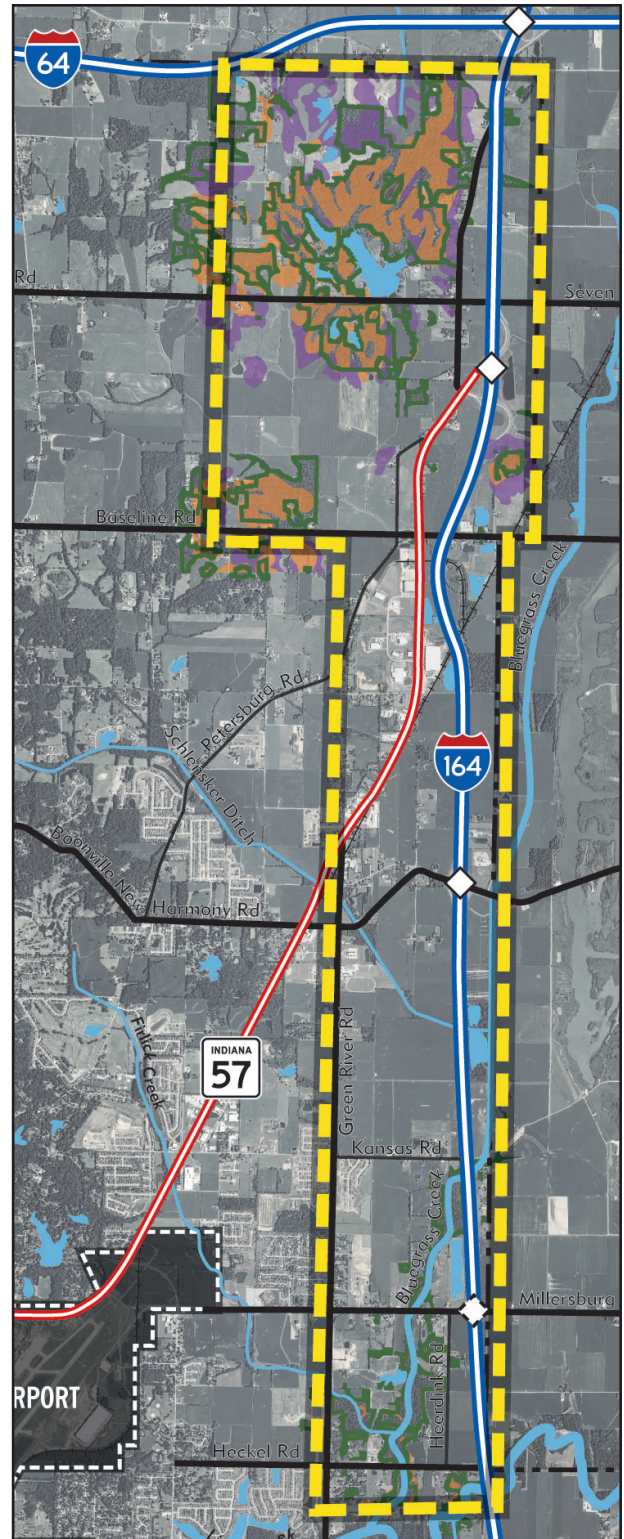 64
Rd
Seven
Baseline Rd
Bluegrass Creek
Petersburg Rd
Schlensker Ditch
164
Boonville New
Harmony Rd
Firlick Creek
INDIANA
57
Green River Rd
Kansas Rd
Bluegrass Creek
Millersburg
RPORT
Heerdink Rd
Heckel Rd